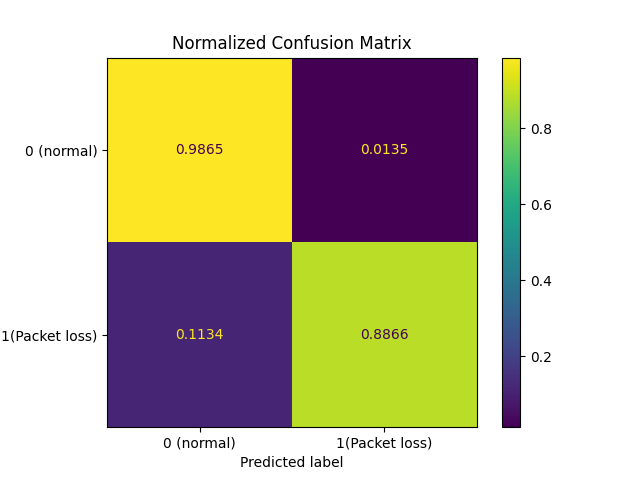 Normalized Confusion Matrix
0 (normal)
0.9865
0.0135
1(Packet loss)
0.1134
0.8866
0 (normal)
1(Packet loss)
Predicted label
0.8
0.6
0.4
0.2